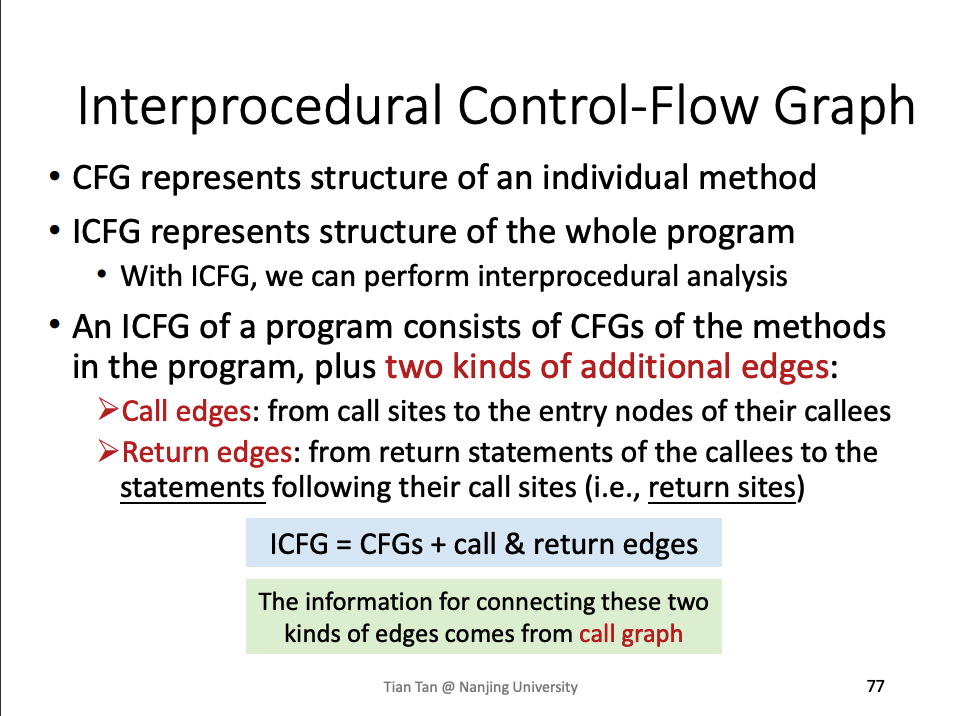 Interprocedural Control-Flow Graph
• CFG represents structure of an individual method
• ICFG represents structure of the whole program
• With ICFG, we can perform interprocedural analysis
• An ICFG of a program consists of CFGs of the methods
in the program, plus two kinds of additional edges:
➢Call edges: from call sites to the entry nodes of their callees
➢Return edges: from return statements of the callees to the
statements following their call sites (i.e., return sites)
ICFG = CFGs + call & return edges
The information for connecting these two
kinds of edges comes from call graph
Tian Tan @ Nanjing University
77